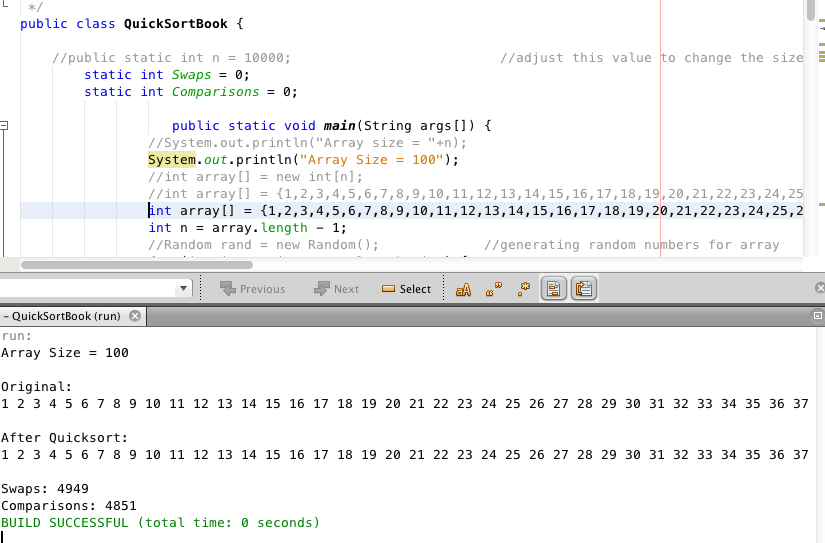 */
public class QuickSortBook {
//public static int n = 10000; //adjust this value to change the size
static int Swaps = 0;
static int Comparisons = 0;
public static void main(String args[]) {
//System.out.println("Array size = "+n);
System.out.println("Array Size = 100");
//int array[] = new int[n];
//int array[] = {1,2,3,4,5,6,7,8,9,10,11,12,13,14,15,16,17,18,19,20,21,22,23,24,25
int array[] = {1,2,3,4,5,6,7,8,9,10,11,12,13,14,15,16,17,18,19,20,21,22,23,24,25,2
int n = array.length - 1;
//Random rand = new Random(); //generating random numbers for array
Previous Next Select aA
– QuickSortBook (run)
run:
Array Size = 100
Original:
1 2 3 4 5 6 7 8 9 10 11 12 13 14 15 16 17 18 19 20 21 22 23 24 25 26 27 28 29 30 31 32 33 34 35 36 37
After Quicksort:
1 2 3 4 5 6 7 8 9 10 11 12 13 14 15 16 17 18 19 20 21 22 23 24 25 26 27 28 29 30 31 32 33 34 35 36 37
Swaps: 4949
Comparisons: 4851
BUILD SUCCESSFUL (total time: 0 seconds)